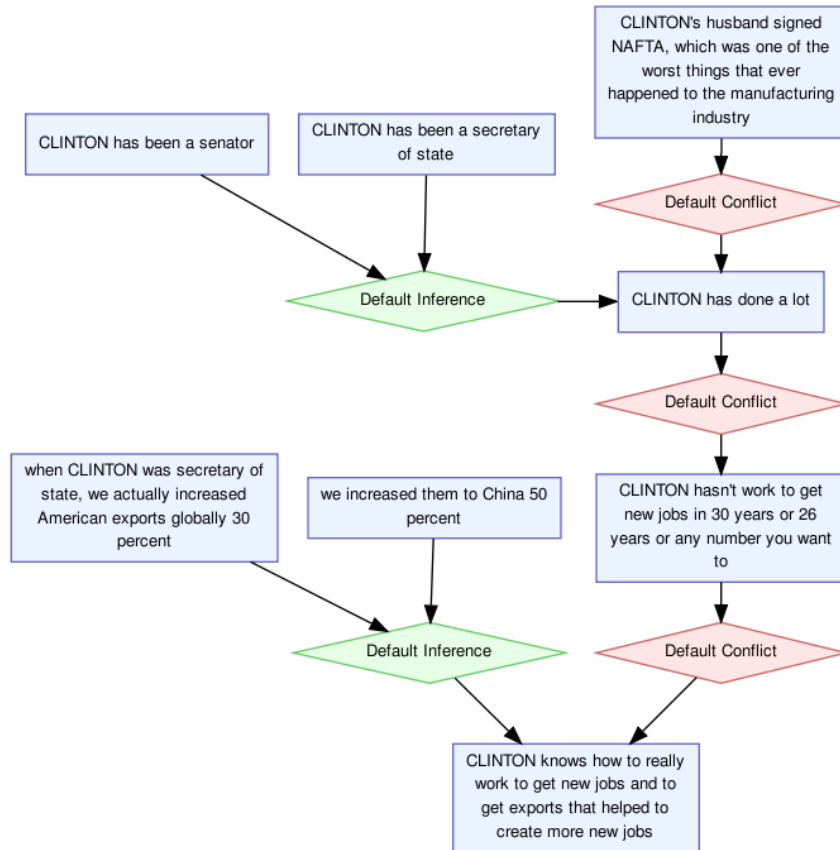 CLINTON's husband signed
NAFTA, which was one of the
worst things that ever
happened to the manufacturing
industry
CLINTON has been a senator
CLINTON has been a secretary
of state
Default Conflict
Default Inference
CLINTON has done a lot
Default Conflict
when CLINTON was secretary of
state, we actually increased
American exports globally 30
percent
we increased them to China 50
percent
CLINTON hasn't work to get
new jobs in 30 years or 26
years or any number you want
to
Default Inference
Default Conflict
CLINTON knows how to really
work to get new jobs and to
get exports that helped to
create more new jobs